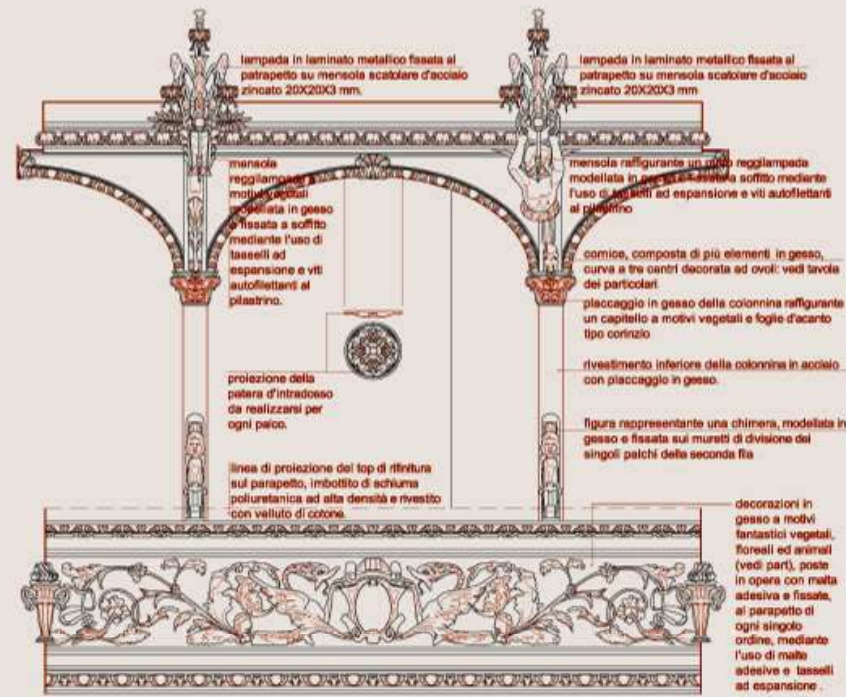 lampada in laminato metallico fissata al
patrapetto su mensola scatolare d'acciaio
zincato 20X20X3 mm.
lampada in laminato metallico fissata al
patrapetto su mensola scatolare d'acciaio
zincato 20X20X3 mm
mensola
reggilampada a
motivi vegetali
modellata in gesso
e fissata a soffitto
mediante l'uso di
tasselli ad
espansione e viti
autofilettanti al
pilastrino.
mensola raffigurante un reggilampada
modellata in gesso e fissata a soffitto mediante
l'uso di tasselli ad espansione e viti autofilettanti
al pilastrino
cornice, composta di più elementi in gesso,
curva a tre centri decorata ad ovoli: vedi tavola
dei particolari
placcaggio in gesso della colonnina raffigurante
un capitello a motivi vegetali e foglie d'acanto
tipo corinzio
rivestimento inferiore della colonnina in acciaio
con placcaggio in gesso.
proiezione della
patera d'intradosso
da realizzarsi per
ogni palco.
figura rappresentante una chimera, modellata in
gesso e fissata sui muretti di divisione dei
singoli palchi della seconda fila
linea di proiezione del top di rifinitura
sul parapetto, imbottito di schiuma
poliuretanica ad alta densità e rivestito
con velluto di cotone.
decorazioni in
gesso a motivi
fantastici vegetali,
floreali ed animali
(vedi part), poste
in opera con malta
adesiva e fissate,
al parapetto di
ogni singolo
ordine, mediante
l'uso di malte
adesive e tasselli
ad espansione .